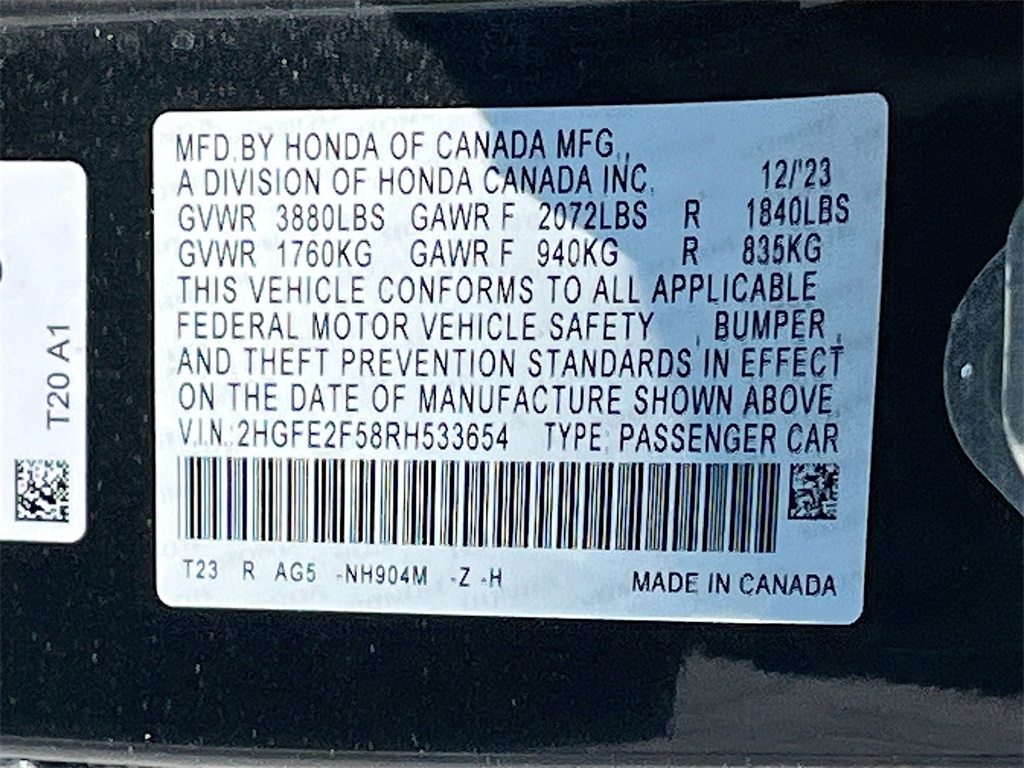 MFD. BY HONDA OF CANADA MFG.,
A DIVISION OF HONDA CANADA INC. 12/'23
GVWR 3880LBS GAWR F 2072LBS R 1840LBS
GVWR 1760KG GAWR F 940KG R 835KG
THIS VEHICLE CONFORMS TO ALL APPLICABLE
FEDERAL MOTOR VEHICLE SAFETY , BUMPER ,
AND THEFT PREVENTION STANDARDS IN EFFECT
ON THE DATE OF MANUFACTURE SHOWN ABOVE.
V.I.N.: 2HGFE2F58RH533654 TYPE: PASSENGER CAR
T23 R AG5 -NH904M -Z -H
MADE IN CANADA
T20 A1